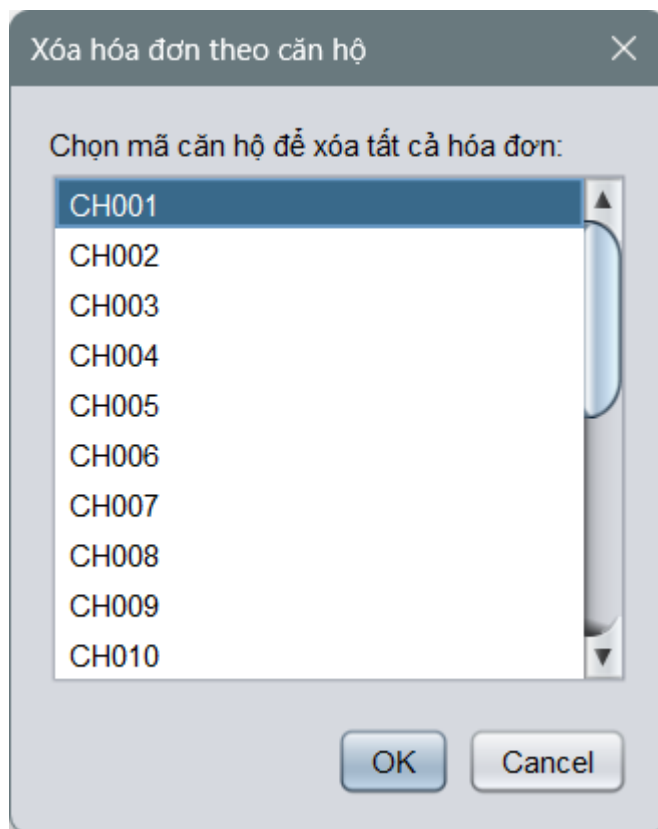 Xóa hóa đơn theo căn hộ
Chọn mã căn hộ để xóa tất cả hóa đơn:
CH001
CH002
CH003
CH004
CH005
CH006
CH007
CH008
CH009
CH010
OK Cancel